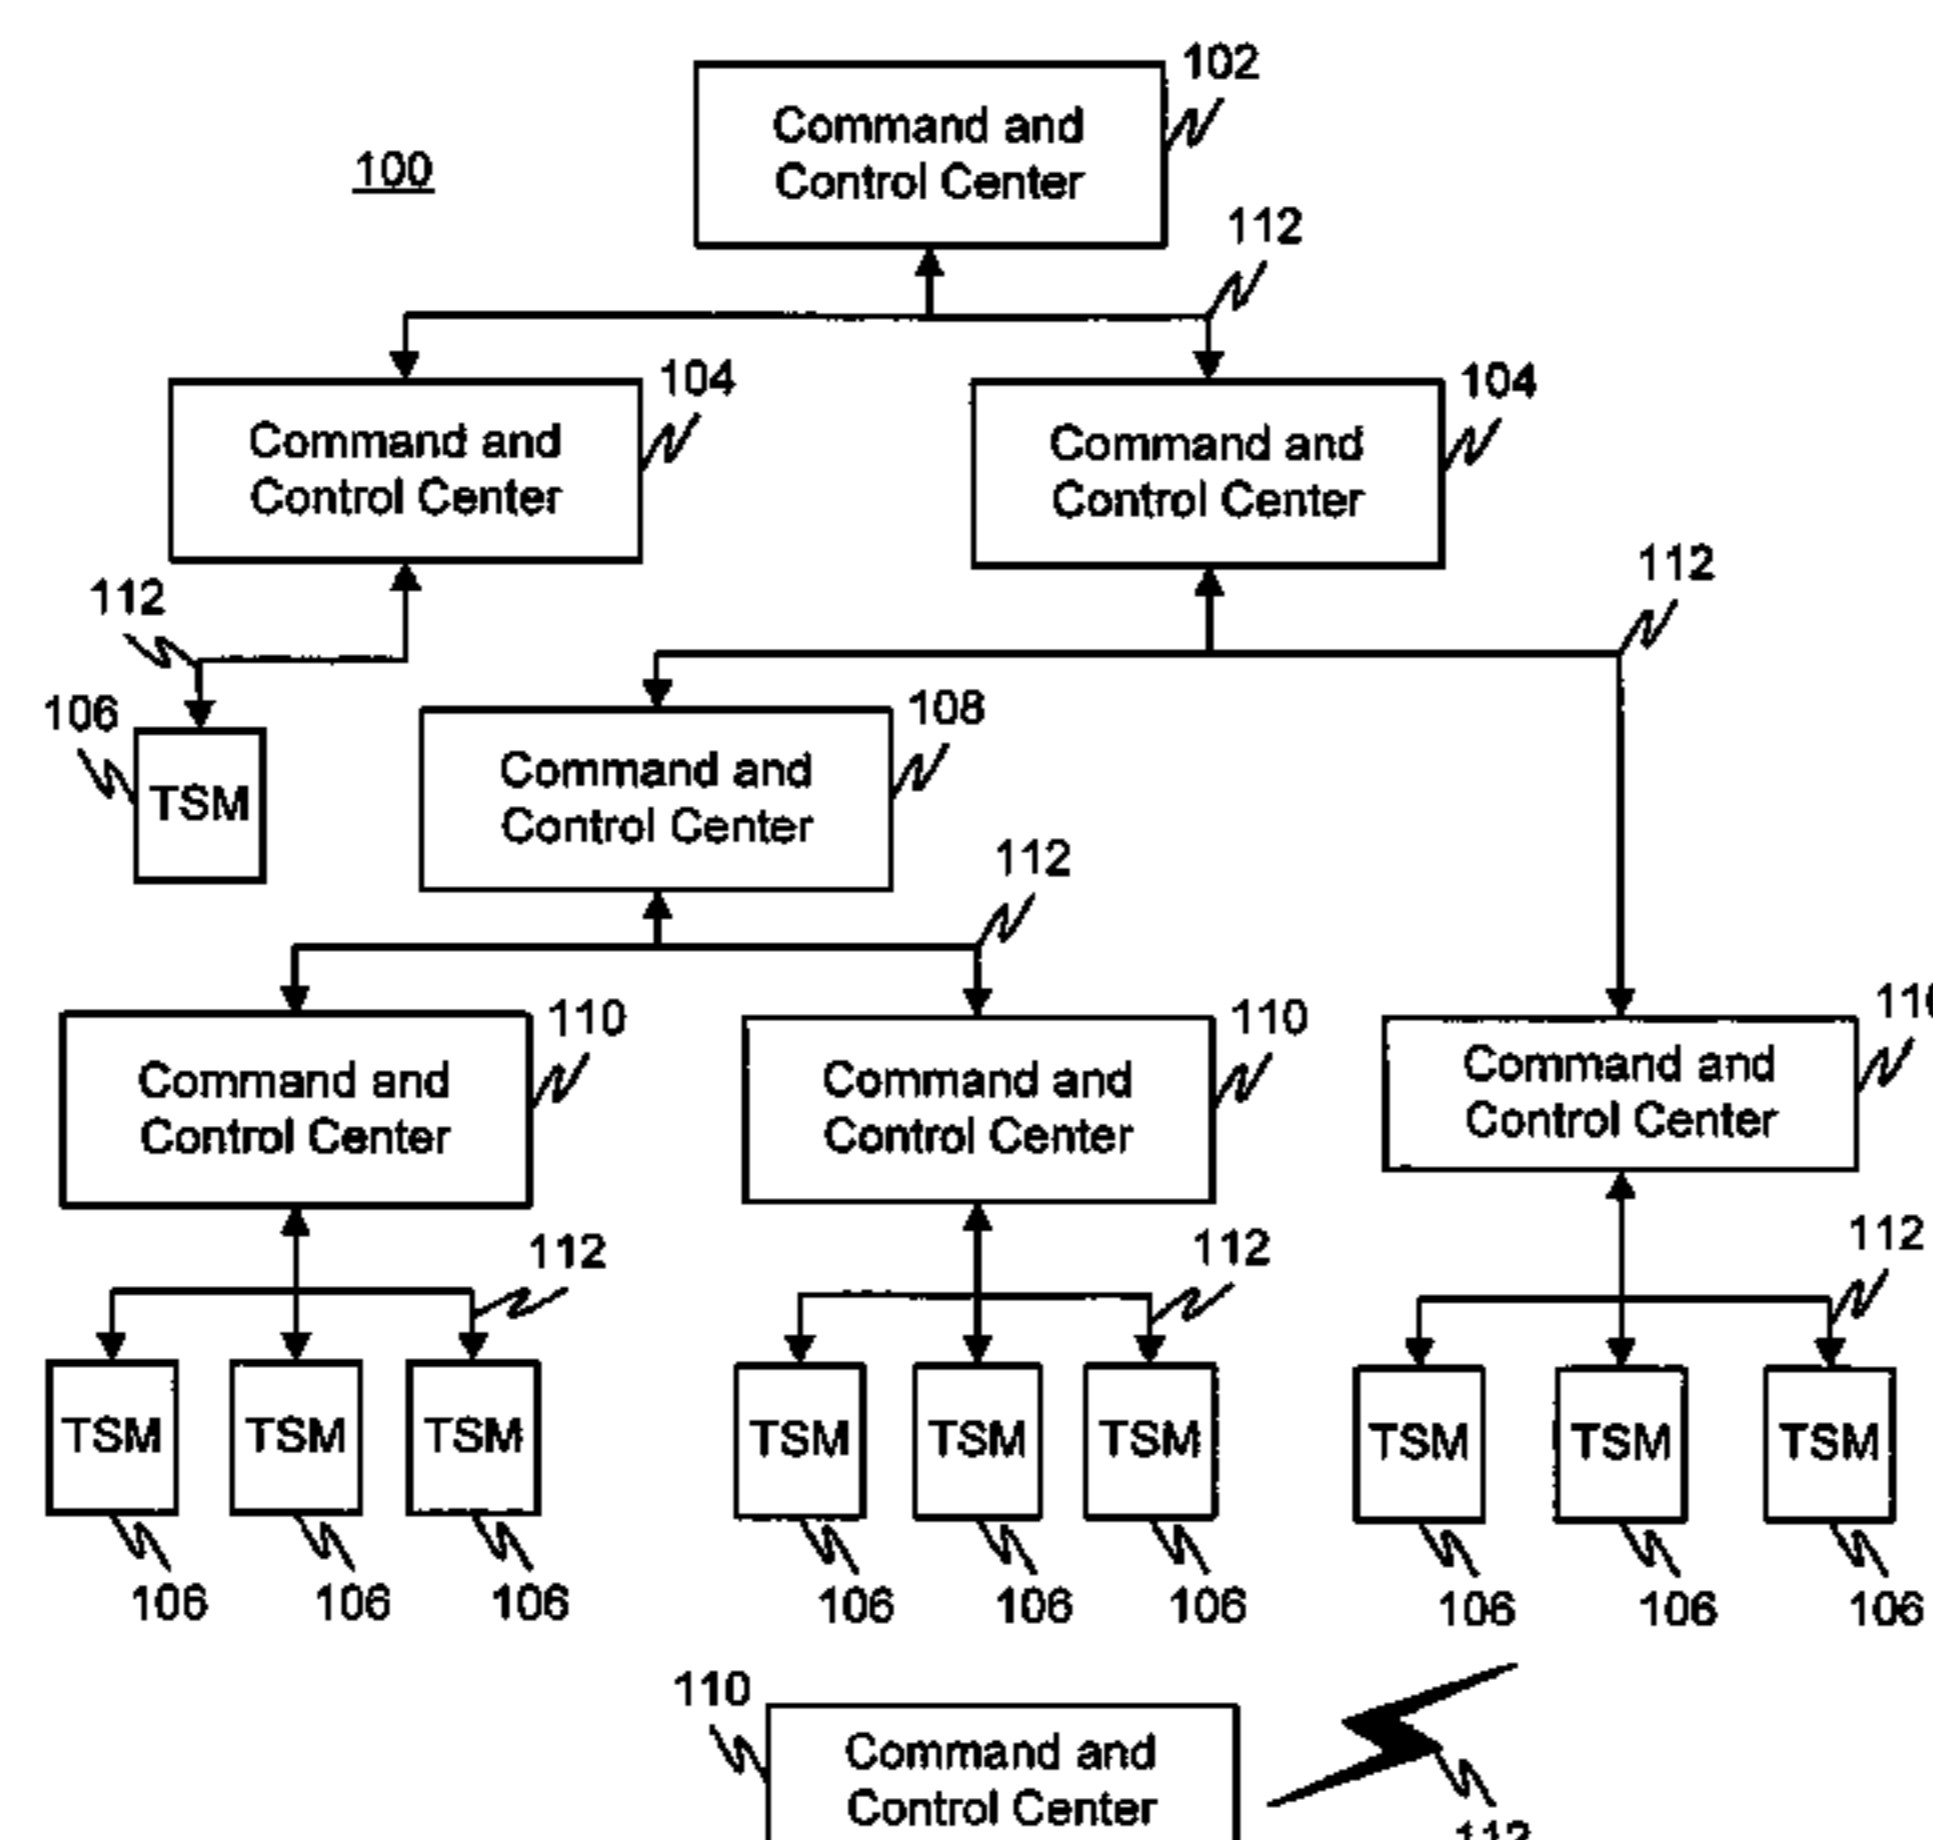 102
Command and
Control Center
100
112
104
104
Command and
Control Center
Command and
Control Center
112
112
106
108
TSM
Command and
Control Center
112
110
110
Command and
Control Center
Command and
Control Center
Command and
Control Center
112
112
112
TSM
TSM
TSM
TSM
TSM
TSM
TSM
TSM
TSM
106
106
106
106
106
106
106
106
106
110
Command and
Control Center